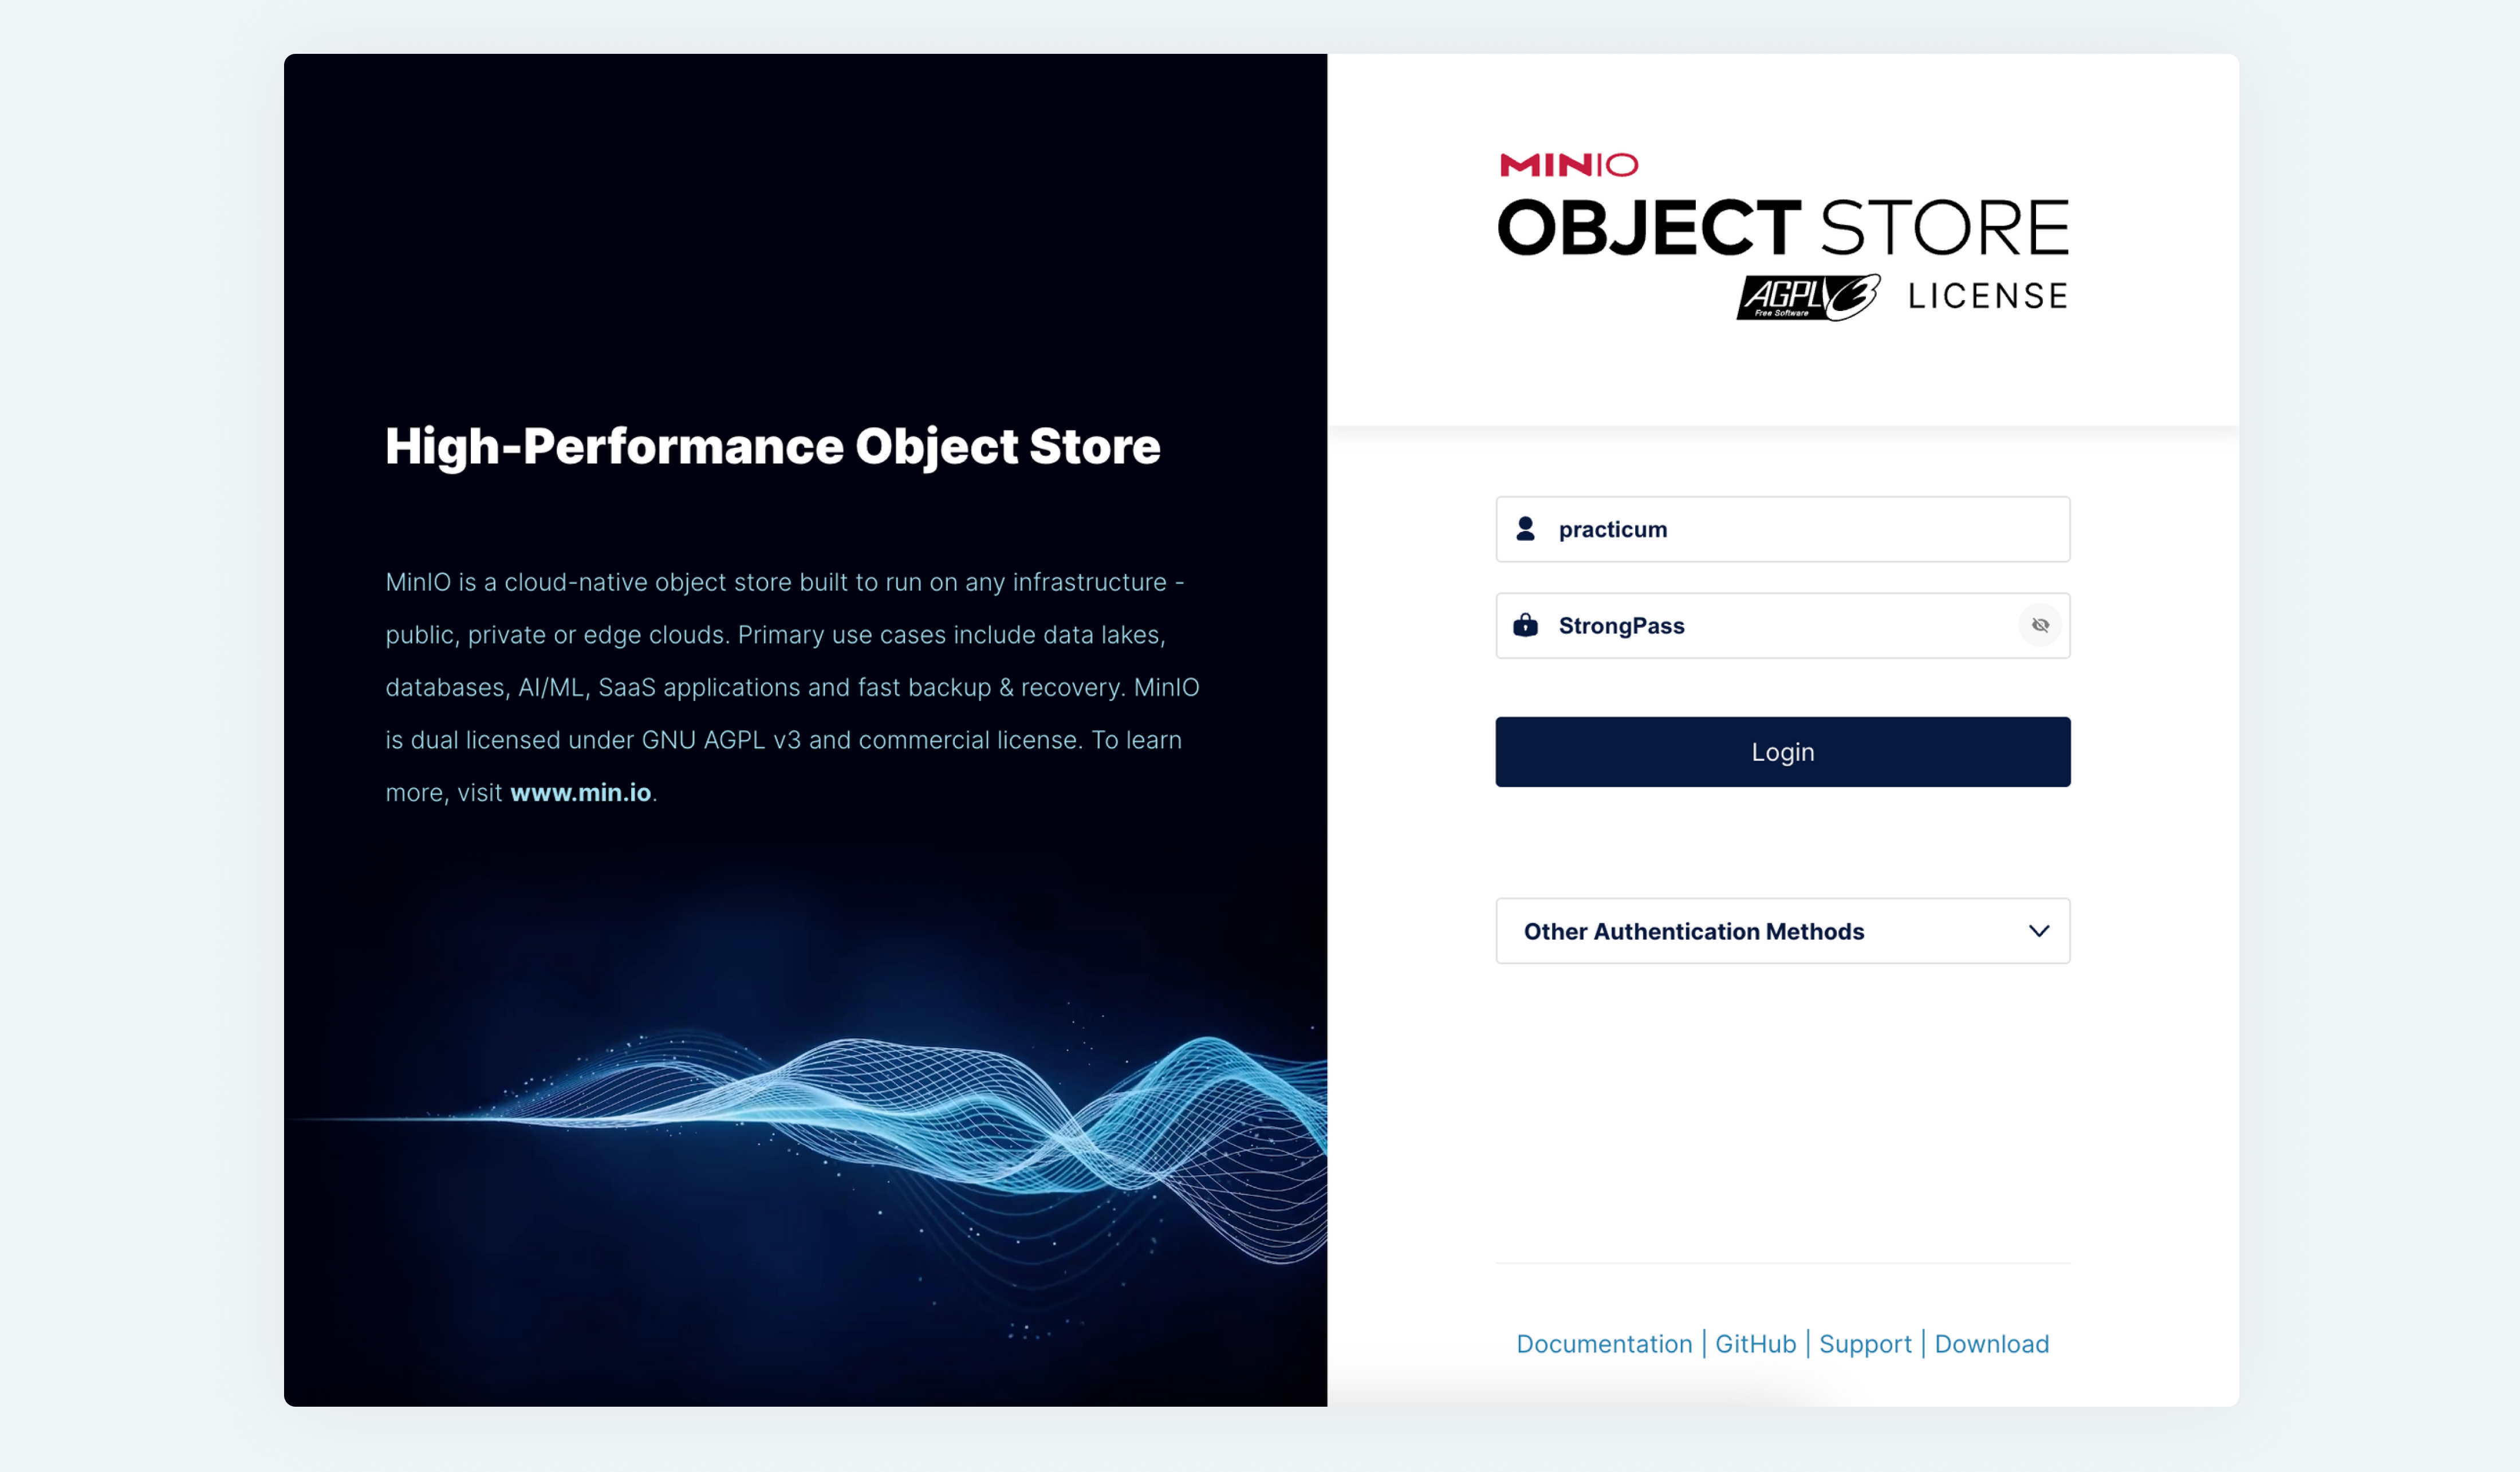 High-Performance Object Store
MinIO is a cloud-native object store built to run on any infrastructure -
public, private or edge clouds. Primary use cases include data lakes,
databases, AI/ML, SaaS applications and fast backup & recovery. MinIO
is dual licensed under GNU AGPL v3 and commercial license. To learn
more, visit www.min.io.
MINIO
OBJECT STORE
AGPLV3 LICENSE
Free Software
practicum
StrongPass
Login
Other Authentication Methods
Documentation | GitHub | Support | Download